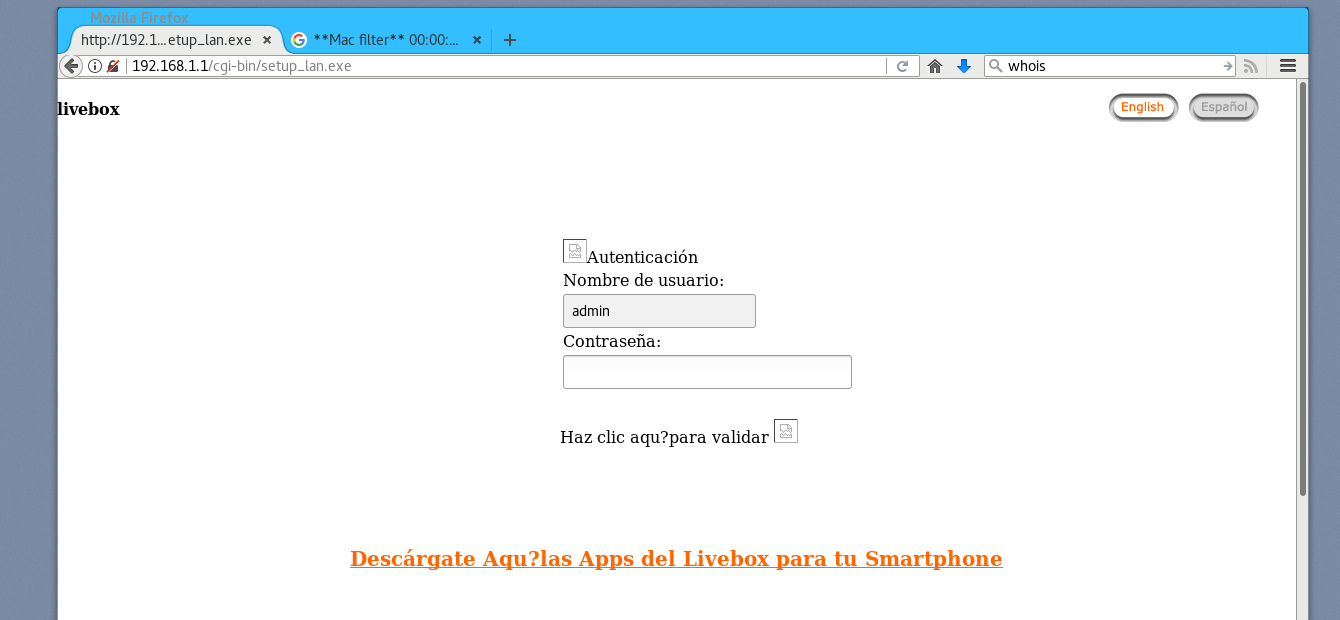 Mozilla Firefox
http://192.1...etup_lan.exe
**Mac filter** 00:00:...
192.168.1.1/cgi-bin/setup_lan.exe
whois
livebox
English
Español
Autenticación
Nombre de usuario:
admin
Contraseña:
Haz clic aqu?para validar
Descárgate Aqu?las Apps del Livebox para tu Smartphone